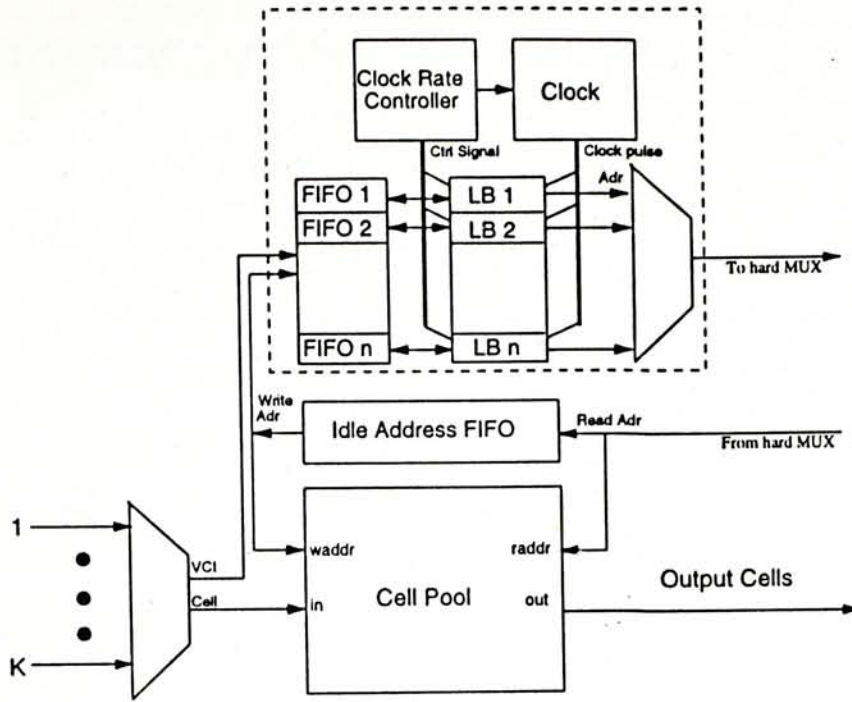 Clock Rate
Controller
Clock
Ctrl Signal
Clock pulse
FIFO 1
LB 1
Adr
FIFO 2
LB 2
To hard MUX
FIFO n
LB n
Write
Adr
Idle Address FIFO
Read Adr
From hard MUX
1
waddr
raddr
VCI
Output Cells
Cell
in
Cell Pool
out
K